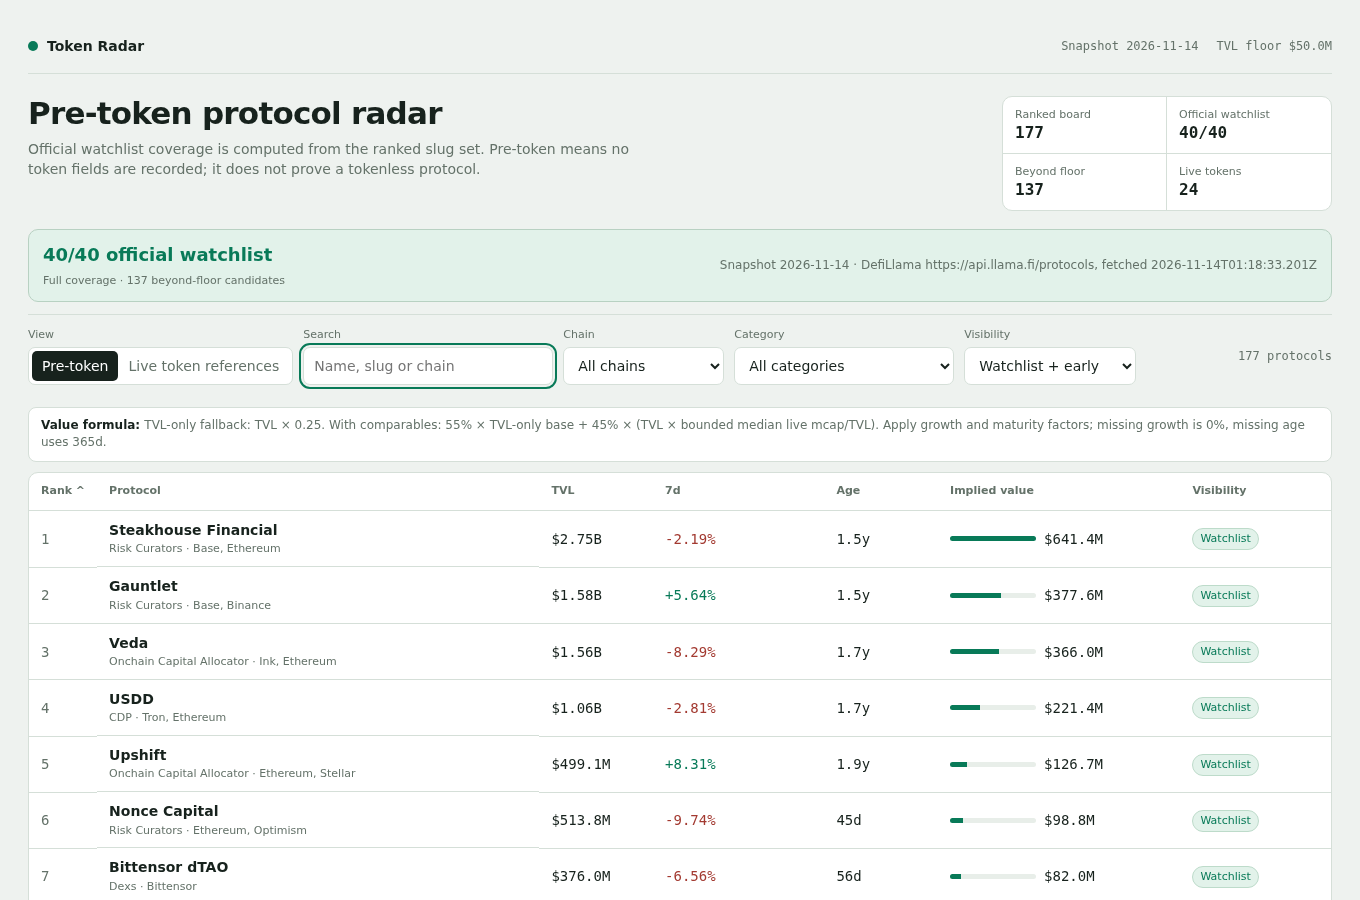 Token Radar
Snapshot 2026-11-14 TVL floor $50.0M
Pre-token protocol radar
Official watchlist coverage is computed from the ranked slug set. Pre-token means no
token fields are recorded; it does not prove a tokenless protocol.
Ranked board
177
Official watchlist
40/40
Beyond floor
137
Live tokens
24
40/40 official watchlist
Full coverage · 137 beyond-floor candidates
Snapshot 2026-11-14 · DefiLlama https://api.llama.fi/protocols, fetched 2026-11-14T01:18:33.201Z
View
Pre-token Live token references
Search
Name, slug or chain
Chain
All chains
Category
All categories
Visibility
Watchlist + early
177 protocols
Value formula: TVL-only fallback: TVL × 0.25. With comparables: 55% × TVL-only base + 45% × (TVL × bounded median live mcap/TVL). Apply growth and maturity factors; missing growth is 0%, missing age
uses 365d.
Rank ^ Protocol TVL 7d Age Implied value Visibility
1 Steakhouse Financial $2.75B -2.19% 1.5y $641.4M Watchlist
Risk Curators · Base, Ethereum
2 Gauntlet $1.58B +5.64% 1.5y $377.6M Watchlist
Risk Curators · Base, Binance
3 Veda $1.56B -8.29% 1.7y $366.0M Watchlist
Onchain Capital Allocator · Ink, Ethereum
4 USDD $1.06B -2.81% 1.7y $221.4M Watchlist
CDP · Tron, Ethereum
5 Upshift $499.1M +8.31% 1.9y $126.7M Watchlist
Onchain Capital Allocator · Ethereum, Stellar
6 Nonce Capital $513.8M -9.74% 45d $98.8M Watchlist
Risk Curators · Ethereum, Optimism
7 Bittensor dTAO $376.0M -6.56% 56d $82.0M Watchlist
Dexs · Bittensor